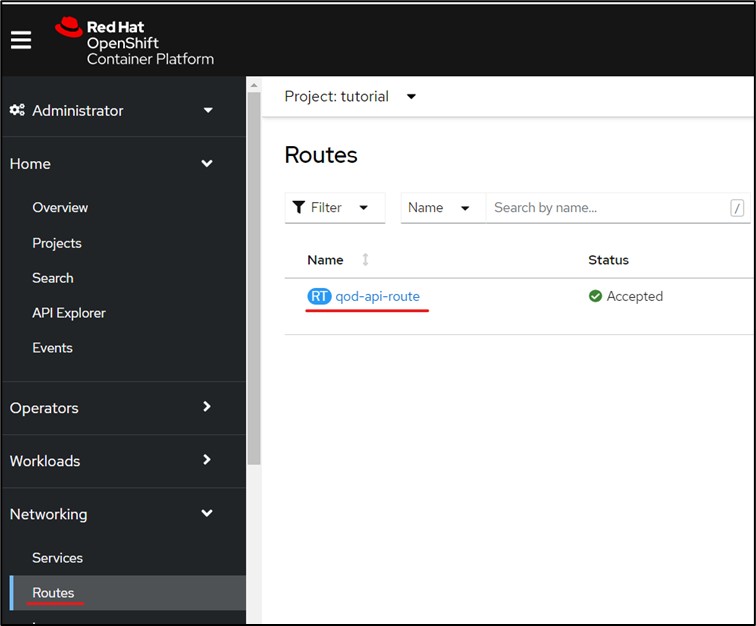 Red Hat
OpenShift
Container Platform
Administrator
Home
Overview
Projects
Search
API Explorer
Events
Operators
Workloads
Networking
Services
Routes
Project: tutorial
Routes
Filter
Name
Search by name...
/
Name
Status
RT qod-api-route
Accepted